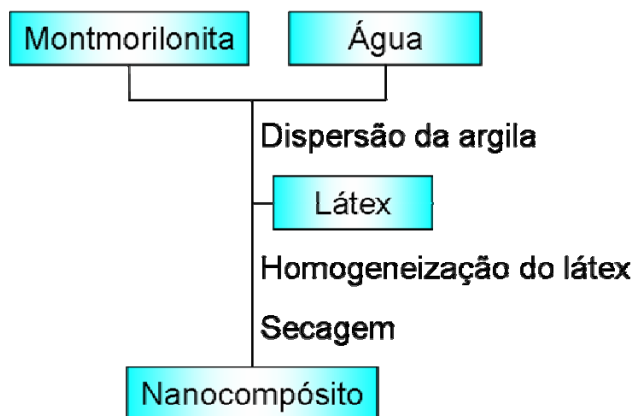 Montmorilonita Água
Dispersão da argila
Látex
Homogeneização do látex
Secagem
Nanocompósito